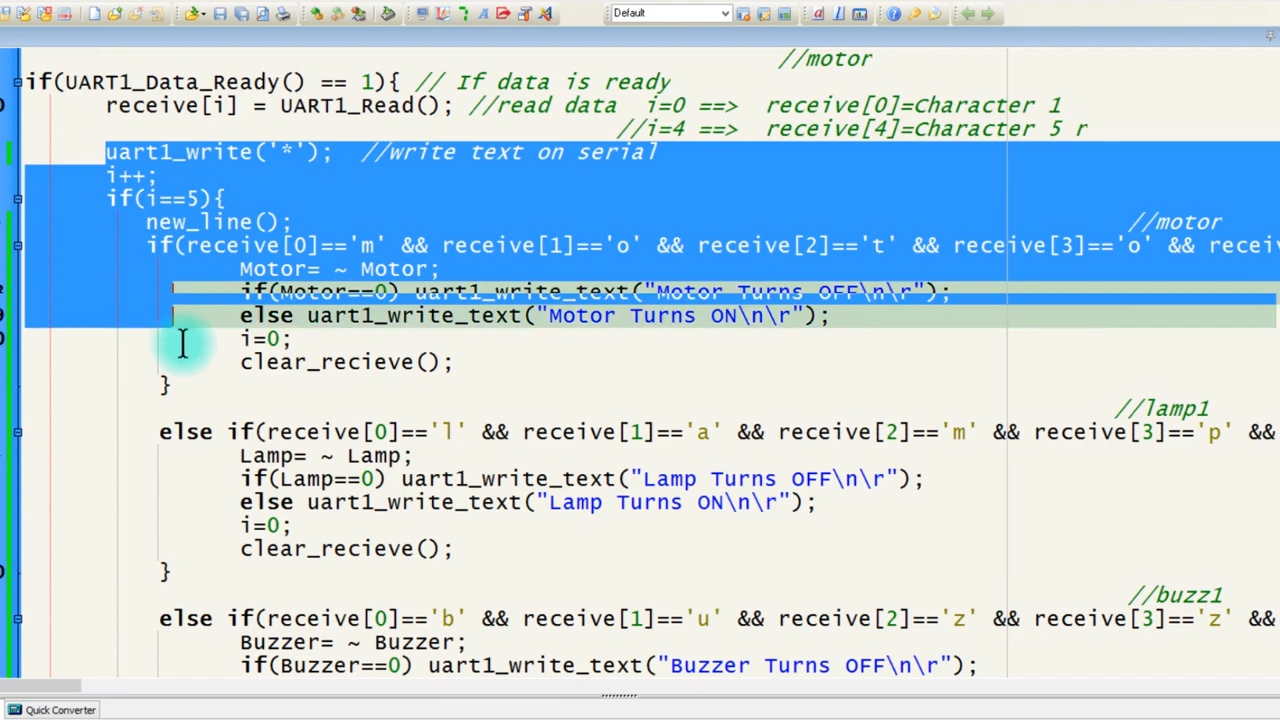 Default
//motor
if(UART1_Data_Ready() == 1){ // If data is ready
receive[i] = UART1_Read(); //read data  i=0 ==>  receive[0]=Character 1
//i=4 ==>  receive[4]=Character 5 r
uart1_write('*');  //write text on serial
i++;
if(i==5){
new_line();
//motor
if(receive[0]=='m' && receive[1]=='o' && receive[2]=='t' && receive[3]=='o' &&
Motor= ~ Motor;
if(Motor==0) uart1_write_text("Motor Turns OFF\n\r");
else uart1_write_text("Motor Turns ON\n\r");
i=0;
clear_recieve();
}
//lamp1
else if(receive[0]=='l' && receive[1]=='a' && receive[2]=='m' && receive[3]=='p' &&
Lamp= ~ Lamp;
if(Lamp==0) uart1_write_text("Lamp Turns OFF\n\r");
else uart1_write_text("Lamp Turns ON\n\r");
i=0;
clear_recieve();
}
//buzz1
else if(receive[0]=='b' && receive[1]=='u' && receive[2]=='z' && receive[3]=='z' &&
Buzzer= ~ Buzzer;
if(Buzzer==0) uart1_write_text("Buzzer Turns OFF\n\r");
Quick Converter